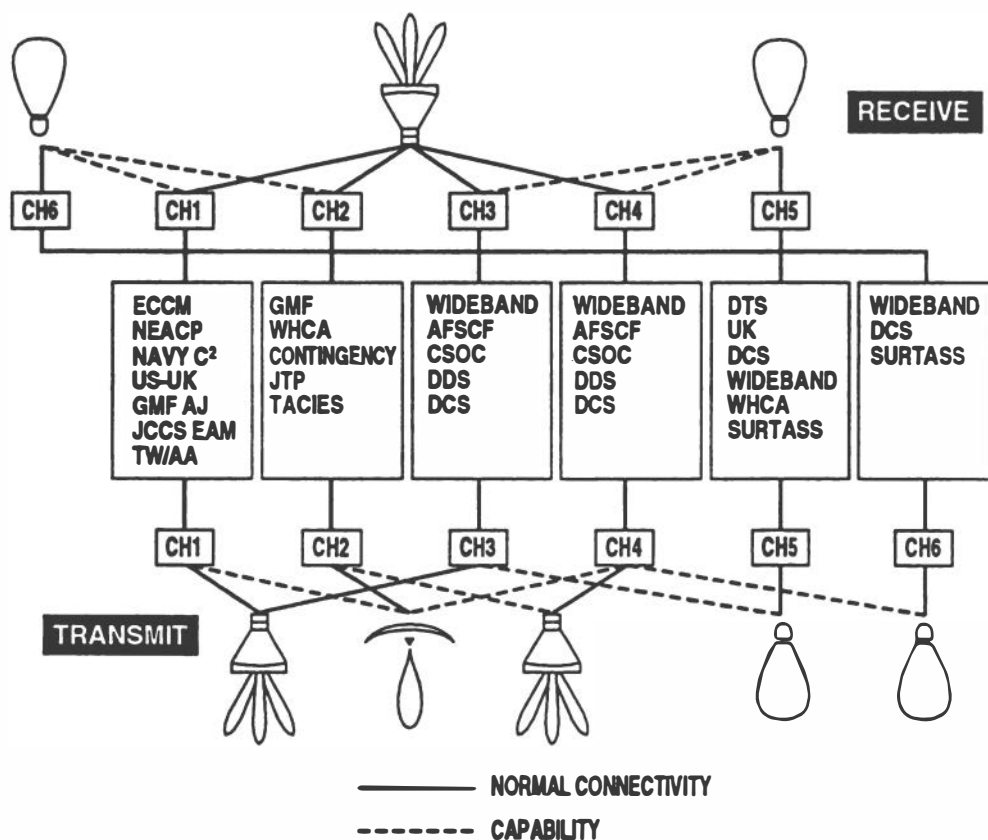 RECEIVE
CH6
CH1
CH2
CH3
CH4
CH5
ECCM
NEACP
NAVY C²
US-UK
GMF AJ
JCCS EAM
TW/AA
GMF
WHCA
CONTINGENCY
JTP
TACIES
WIDEBAND
AFSCF
CSOC
DDS
DCS
WIDEBAND
AFSCF
CSOC
DDS
DCS
DTS
UK
DCS
WIDEBAND
WHCA
SURTASS
WIDEBAND
DCS
SURTASS
CH1
CH2
CH3
CH4
CH5
CH6
TRANSMIT
NORMAL CONNECTIVITY
CAPABILITY